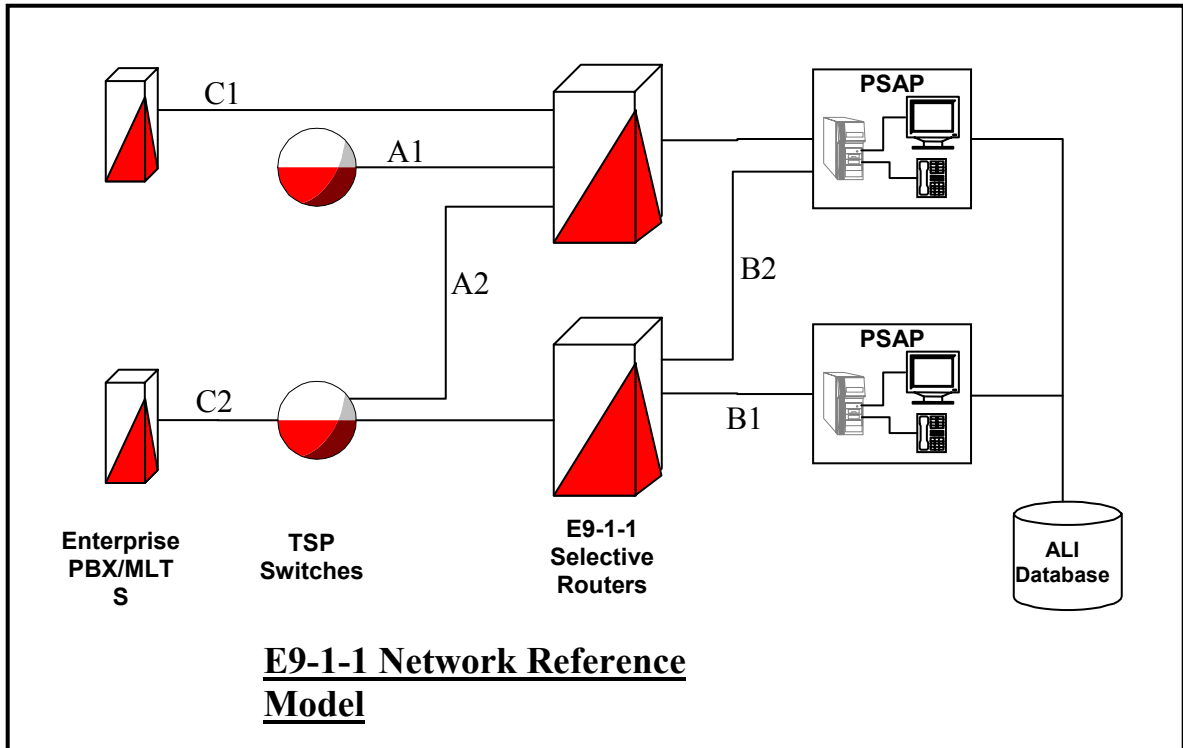 PSAP
C1
A1
A2
B2
PSAP
C2
B1
Enterprise
PBX/MLT
S
TSP
Switches
E9-1-1
Selective
Routers
ALI
Database
E9-1-1 Network Reference
Model